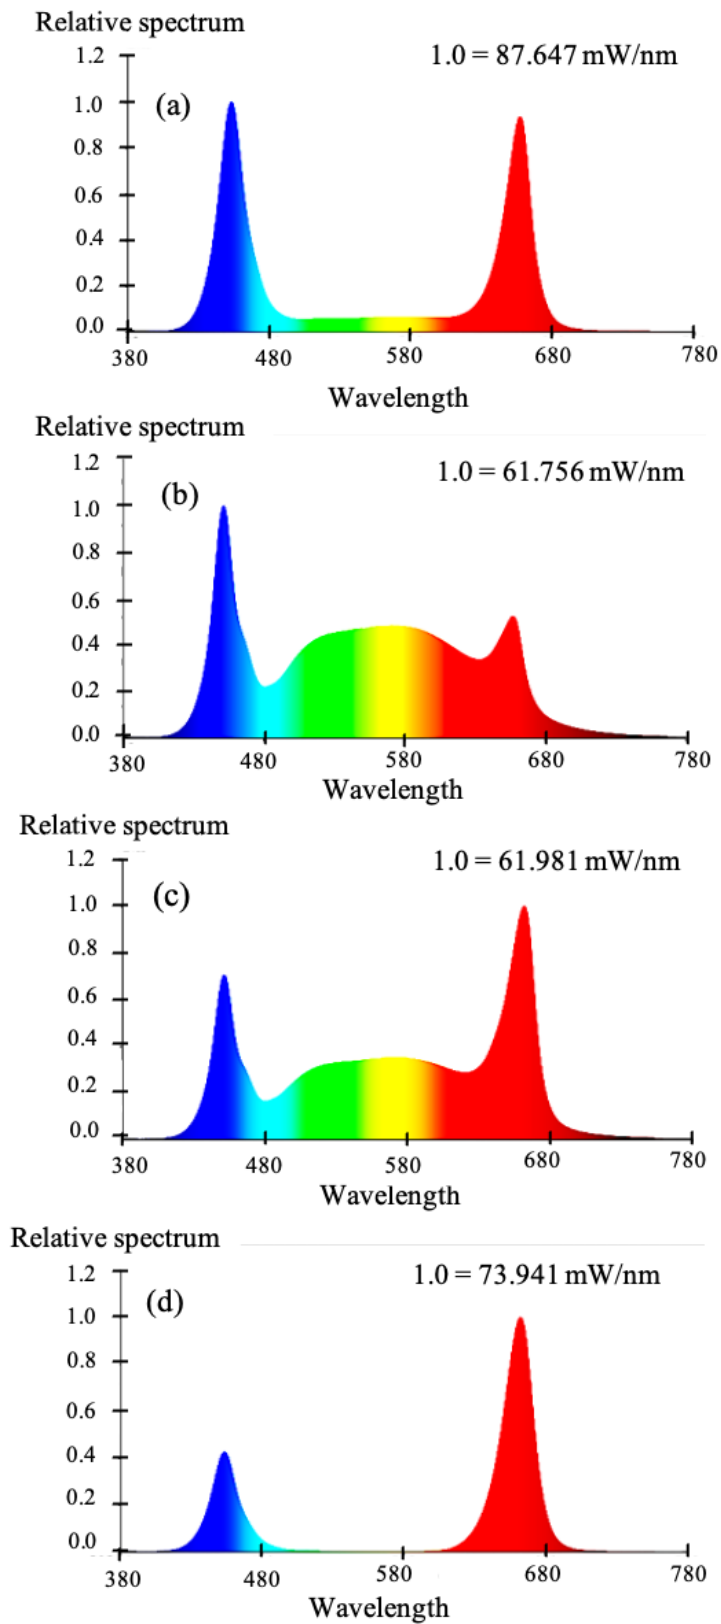 Relative spectrum
1.0 = 87.647 mW/nm
1.2
(a)
1.0
0.8
0.6
0.4
0.2
0.0
380 480 580 680 780
Wavelength
Relative spectrum
1.0 = 61.756 mW/nm
1.2
(b)
1.0
0.8
0.6
0.4
0.2
0.0
380 480 580 680 780
Wavelength
Relative spectrum
1.0 = 61.981 mW/nm
1.2
(c)
1.0
0.8
0.6
0.4
0.2
0.0
380 480 580 680 780
Wavelength
Relative spectrum
1.0 = 73.941 mW/nm
1.2
(d)
1.0
0.8
0.6
0.4
0.2
0.0
380 480 580 680 780
Wavelength